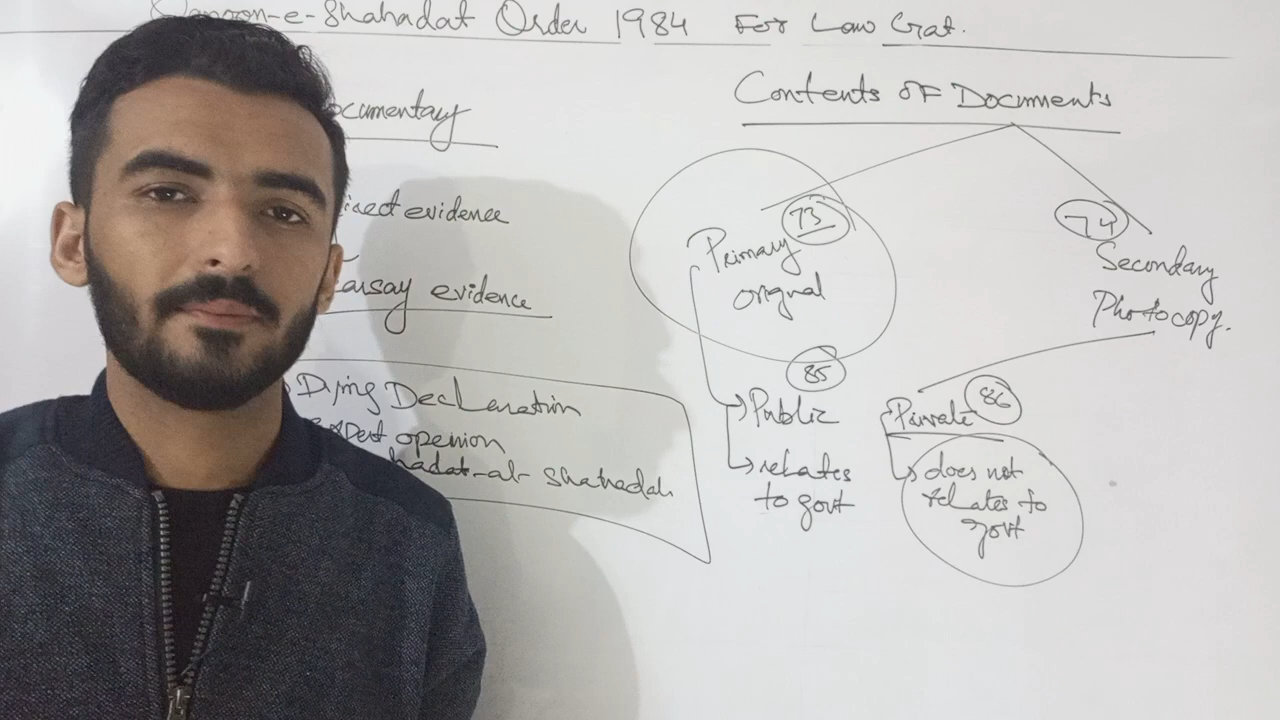 Qanoon-e-Shahadat Order 1984 For Law Gat.
ocumentary
irect evidence
earsay evidence
Dying Declaration
Expert openion
hadat-al-shahadah
Contents of Documents
73
Primary
original
85
Public
relates
to govt
74
Secondary
Photocopy.
86
Private
does not
relates to
govt